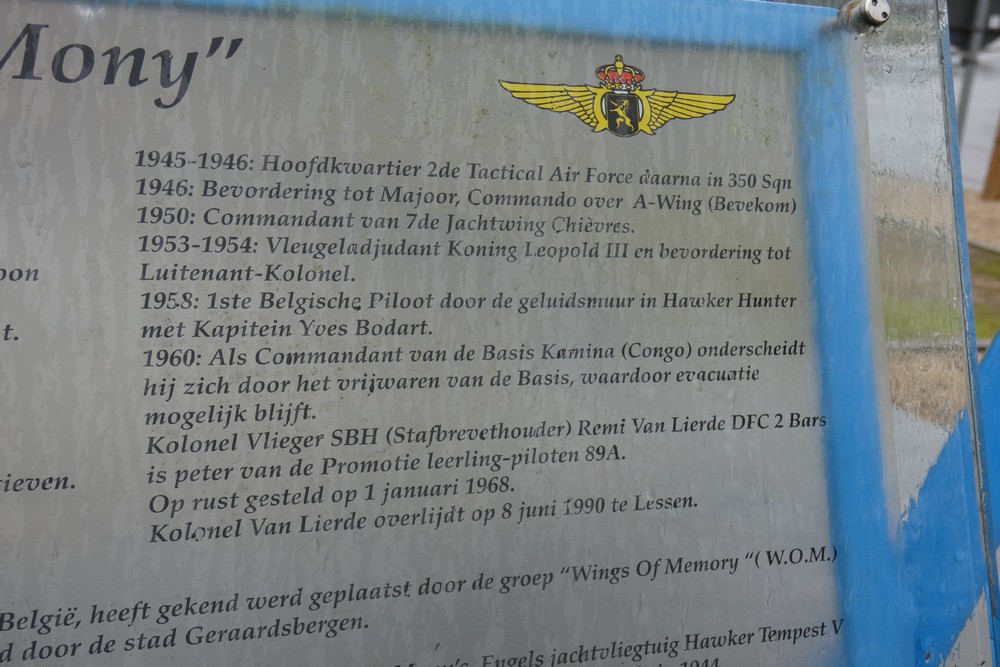 Mony”
1945-1946: Hoofdkwartier 2de Tactical Air Force daarna in 350 Sqn
1946: Bevordering tot Majoor, Commando over A-Wing (Bevekom)
1950: Commandant van 7de Jachtwing Chièvres.
1953-1954: Vleugeladjudant Koning Leopold III en bevordering tot
Luitenant-Kolonel.
1958: 1ste Belgische Piloot door de geluidsmuur in Hawker Hunter
met Kapitein Yves Bodart.
1960: Als Commandant van de Basis Kamina (Congo) onderscheidt
hij zich door het vrijwaren van de Basis, waardoor evacuatie
mogelijk blijft.
Kolonel Vlieger SBH (Stafbrevethouder) Remi Van Lierde DFC 2 Bars
is peter van de Promotie leerling-piloten 89A.
Op rust gesteld op 1 januari 1968.
Kolonel Van Lierde overlijdt op 8 juni 1990 te Lessen.
België, heeft gekend werd geplaatst door de groep “Wings Of Memory “( W.O.M.)
door de stad Geraardsbergen.
Engels jachtvliegtuig Hawker Tempest V
1944